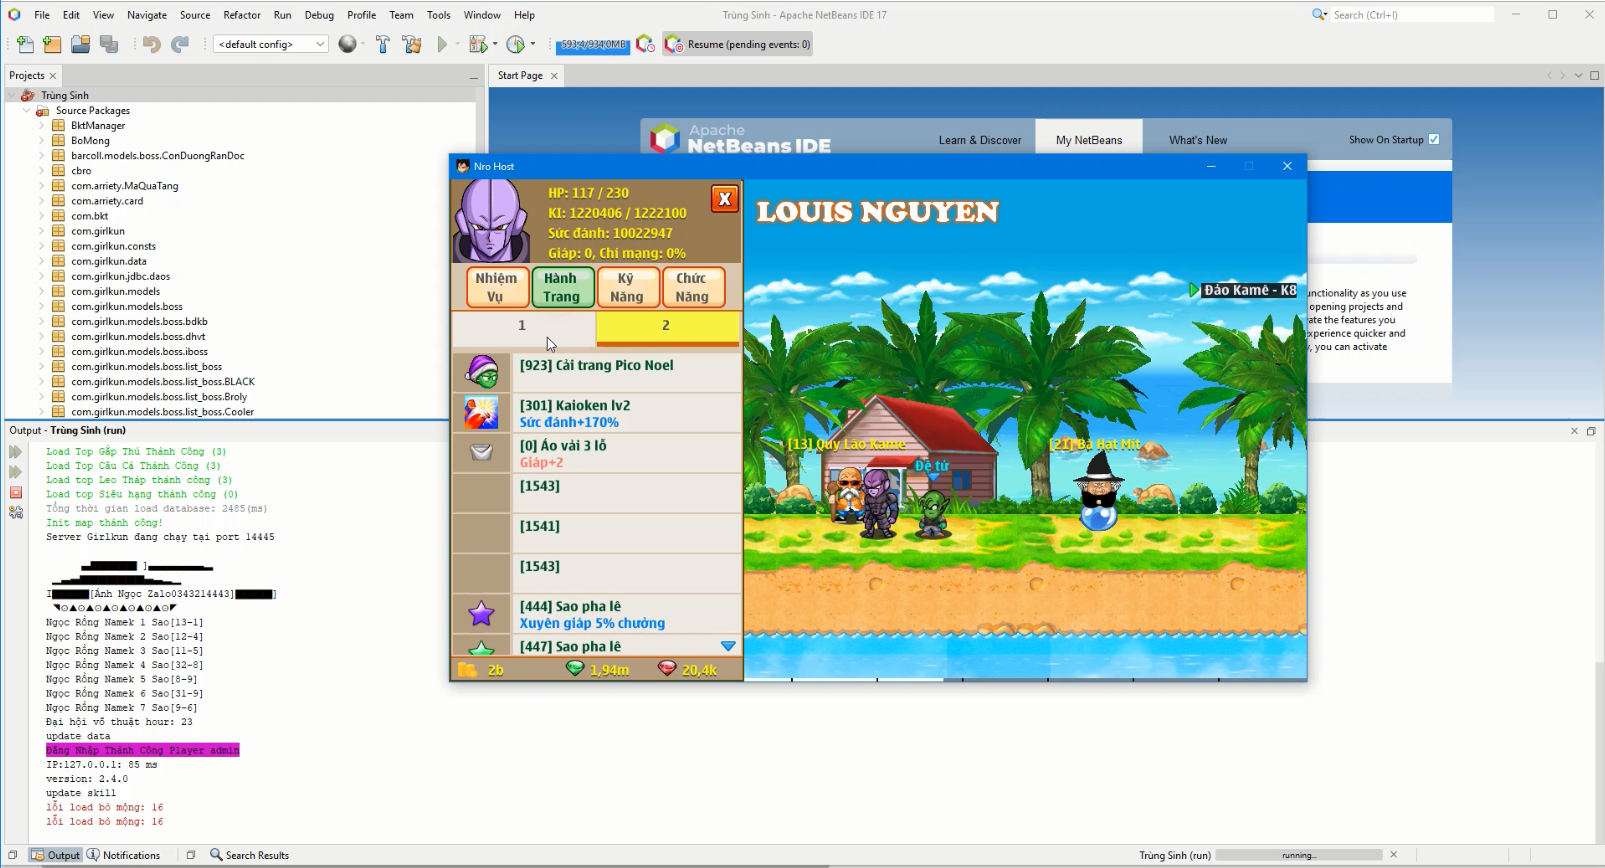 File Edit View Navigate Source Refactor Run Debug Profile Team Tools Window Help
Trùng Sinh - Apache NetBeans IDE 17
Search (Ctrl+I)
<default config>
593,4/934,0MB
Resume (pending events: 0)
Projects
Trùng Sinh
Source Packages
BktManager
BoMong
barcoll.models.boss.ConDuongRanDoc
cbro
com.arriety.MaQuaTang
com.arriety.card
com.bkt
com.girlkun
com.girlkun.consts
com.girlkun.data
com.girlkun.jdbc.daos
com.girlkun.models
com.girlkun.models.boss
com.girlkun.models.boss.bdkb
com.girlkun.models.boss.dhvt
com.girlkun.models.boss.iboss
com.girlkun.models.boss.list_boss
com.girlkun.models.boss.list_boss.BLACK
com.girlkun.models.boss.list_boss.Broly
com.girlkun.models.boss.list_boss.Cooler
Start Page
Apache
NetBeans IDE
Learn & Discover
My NetBeans
What's New
Show On Startup
unctionality as you use
opening projects and
ate the features you
xperience quicker and
, you can activate
Nro Host
HP: 117 / 230
KI: 1220406 / 1222100
Sức đánh: 10022947
Giáp: 0, Chí mạng: 0%
X
Nhiệm
Vụ
Hành
Trang
Kỹ
Năng
Chức
Năng
1
2
[923] Cải trang Pico Noel
[301] Kaioken lv2
Sức đánh+170%
[0] Áo vải 3 lỗ
Giáp+2
[1543]
[1541]
[1543]
[444] Sao pha lê
Xuyên giáp 5% chưởng
[447] Sao pha lê
2b
1,94m
20,4k
LOUIS NGUYEN
Đảo Kamê - K8
[13] Quy Lão Kame
[21] Bà Hạt Mít
Đệ tử
Output - Trùng Sinh (run)
Load Top Gắp Thú Thành Công (3)
Load Top Câu Cá Thành Công (3)
Load top Leo Tháp thành công (3)
Load top Siêu hạng thành công (0)
Tổng thời gian load database: 2485(ms)
Init map thành công!
Server Girlkun đang chạy tại port 14445
[Ánh Ngọc Zalo0343214443]
Ngọc Rồng Namek 1 Sao[13-1]
Ngọc Rồng Namek 2 Sao[12-4]
Ngọc Rồng Namek 3 Sao[11-5]
Ngọc Rồng Namek 4 Sao[32-8]
Ngọc Rồng Namek 5 Sao[8-9]
Ngọc Rồng Namek 6 Sao[31-9]
Ngọc Rồng Namek 7 Sao[9-6]
Đại hội võ thuật hour: 23
update data
Đăng Nhập Thành Công Player admin
IP:127.0.0.1: 85 ms
version: 2.4.0
update skill
lỗi load bò mộng: 16
lỗi load bò mộng: 16
Output
Notifications
Search Results
Trùng Sinh (run)
running...